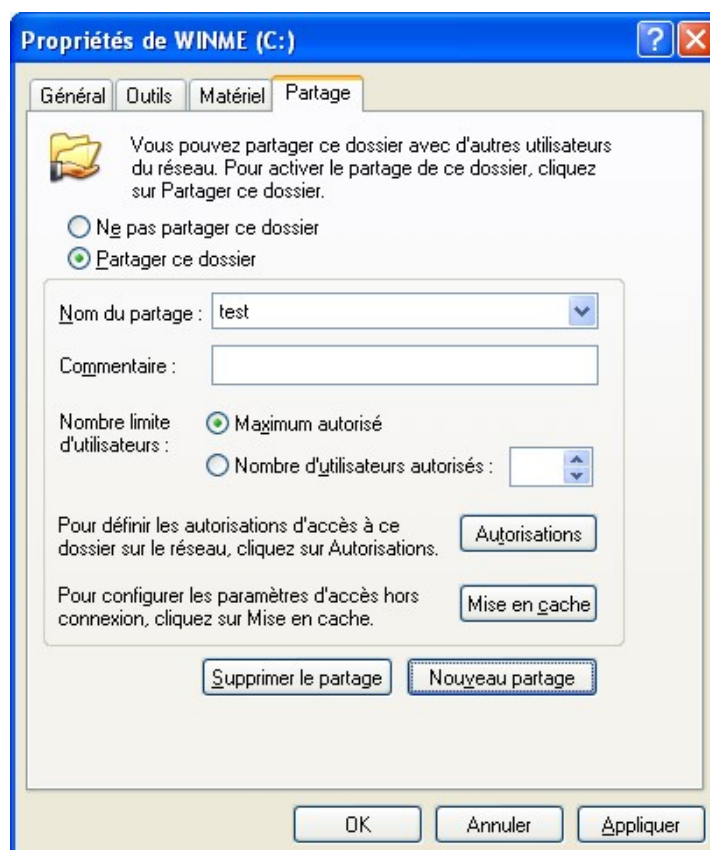 Propriétés de WINME (C:)
Général Outils Matériel Partage
Vous pouvez partager ce dossier avec d'autres utilisateurs
du réseau. Pour activer le partage de ce dossier, cliquez
sur Partager ce dossier.
Ne pas partager ce dossier
Partager ce dossier
Nom du partage : test
Commentaire :
Nombre limite
d'utilisateurs :
Maximum autorisé
Nombre d'utilisateurs autorisés :
Pour définir les autorisations d'accès à ce
dossier sur le réseau, cliquez sur Autorisations.
Autorisations
Pour configurer les paramètres d'accès hors
connexion, cliquez sur Mise en cache.
Mise en cache
Supprimer le partage Nouveau partage
OK Annuler Appliquer